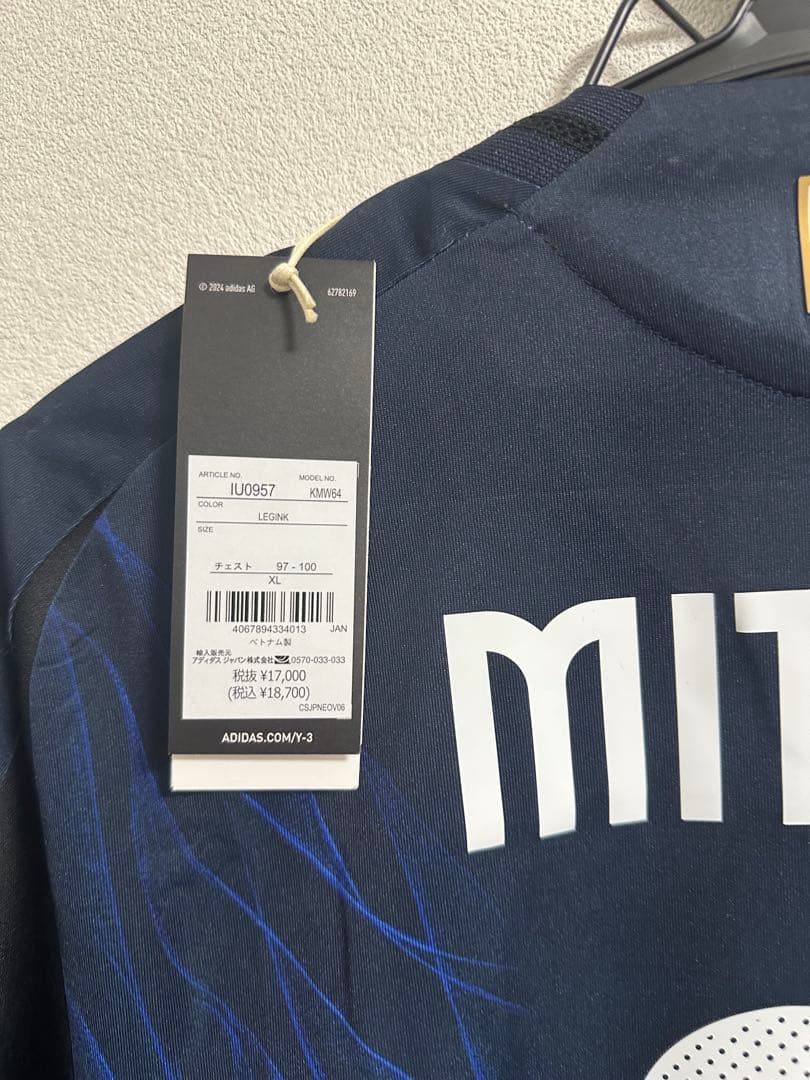 © 2024 adidas AG
62782169
ARTICLE NO.
IU0957
MODEL NO.
KMW64
COLOR
LEGINK
SIZE
チェスト 97 - 100
XL
4067894334013 JAN
ベトナム製
輸入販売元
アディダス ジャパン株式会社 0570-033-033
税抜 ¥17,000
(税込 ¥18,700)
CSJPNEOV06
ADIDAS.COM/Y-3
MIT